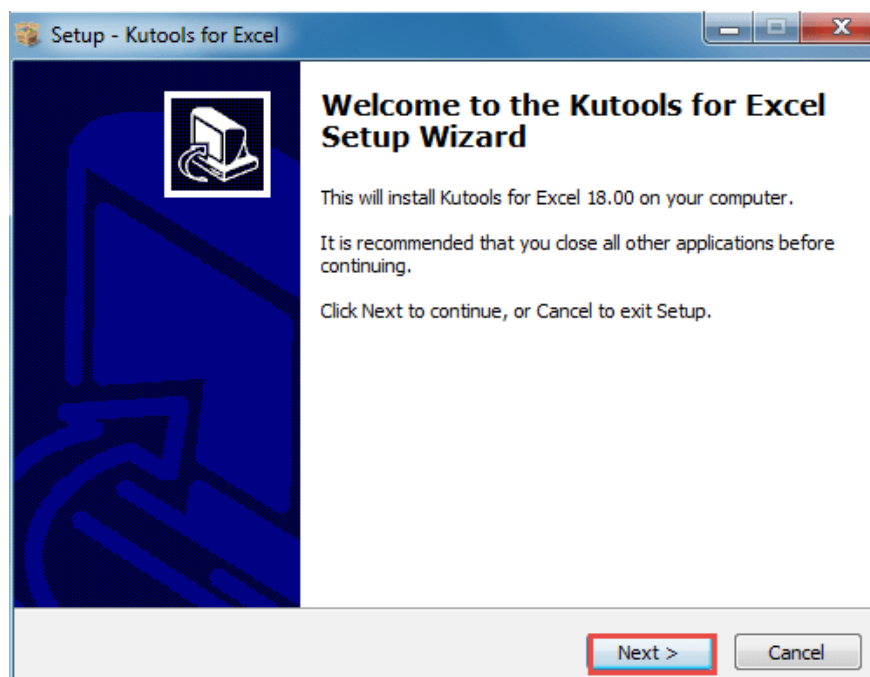 Setup - Kutools for Excel
Welcome to the Kutools for Excel
Setup Wizard
This will install Kutools for Excel 18.00 on your computer.
It is recommended that you close all other applications before
continuing.
Click Next to continue, or Cancel to exit Setup.
Next >
Cancel